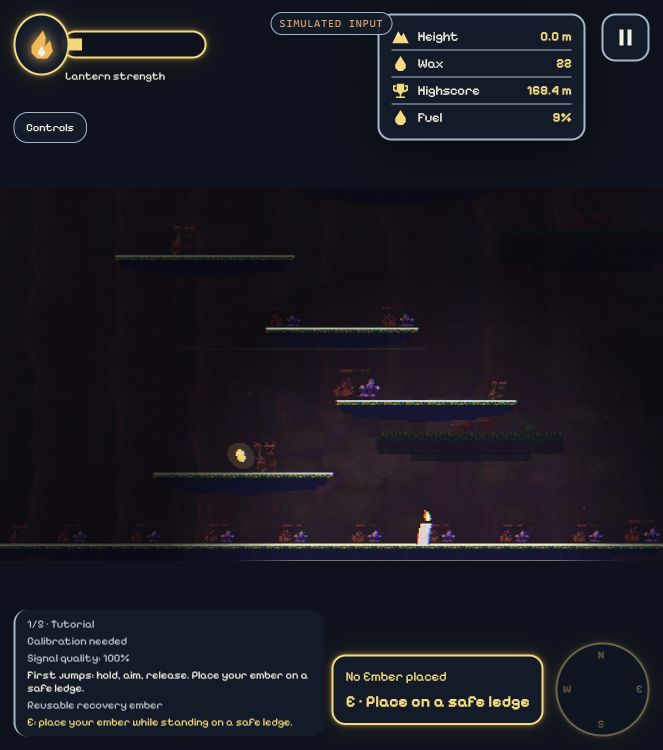 SIMULATED INPUT
Height 0.0 m
Wax 88
Highscore 168.4 m
Fuel 9%
Lantern strength
Controls
1/8 · Tutorial
Calibration needed
Signal quality: 100%
First jumps: hold, aim, release. Place your ember on a
safe ledge.
Reusable recovery ember
E: place your ember while standing on a safe ledge.
No Ember placed
E · Place on a safe ledge
N
W E
S